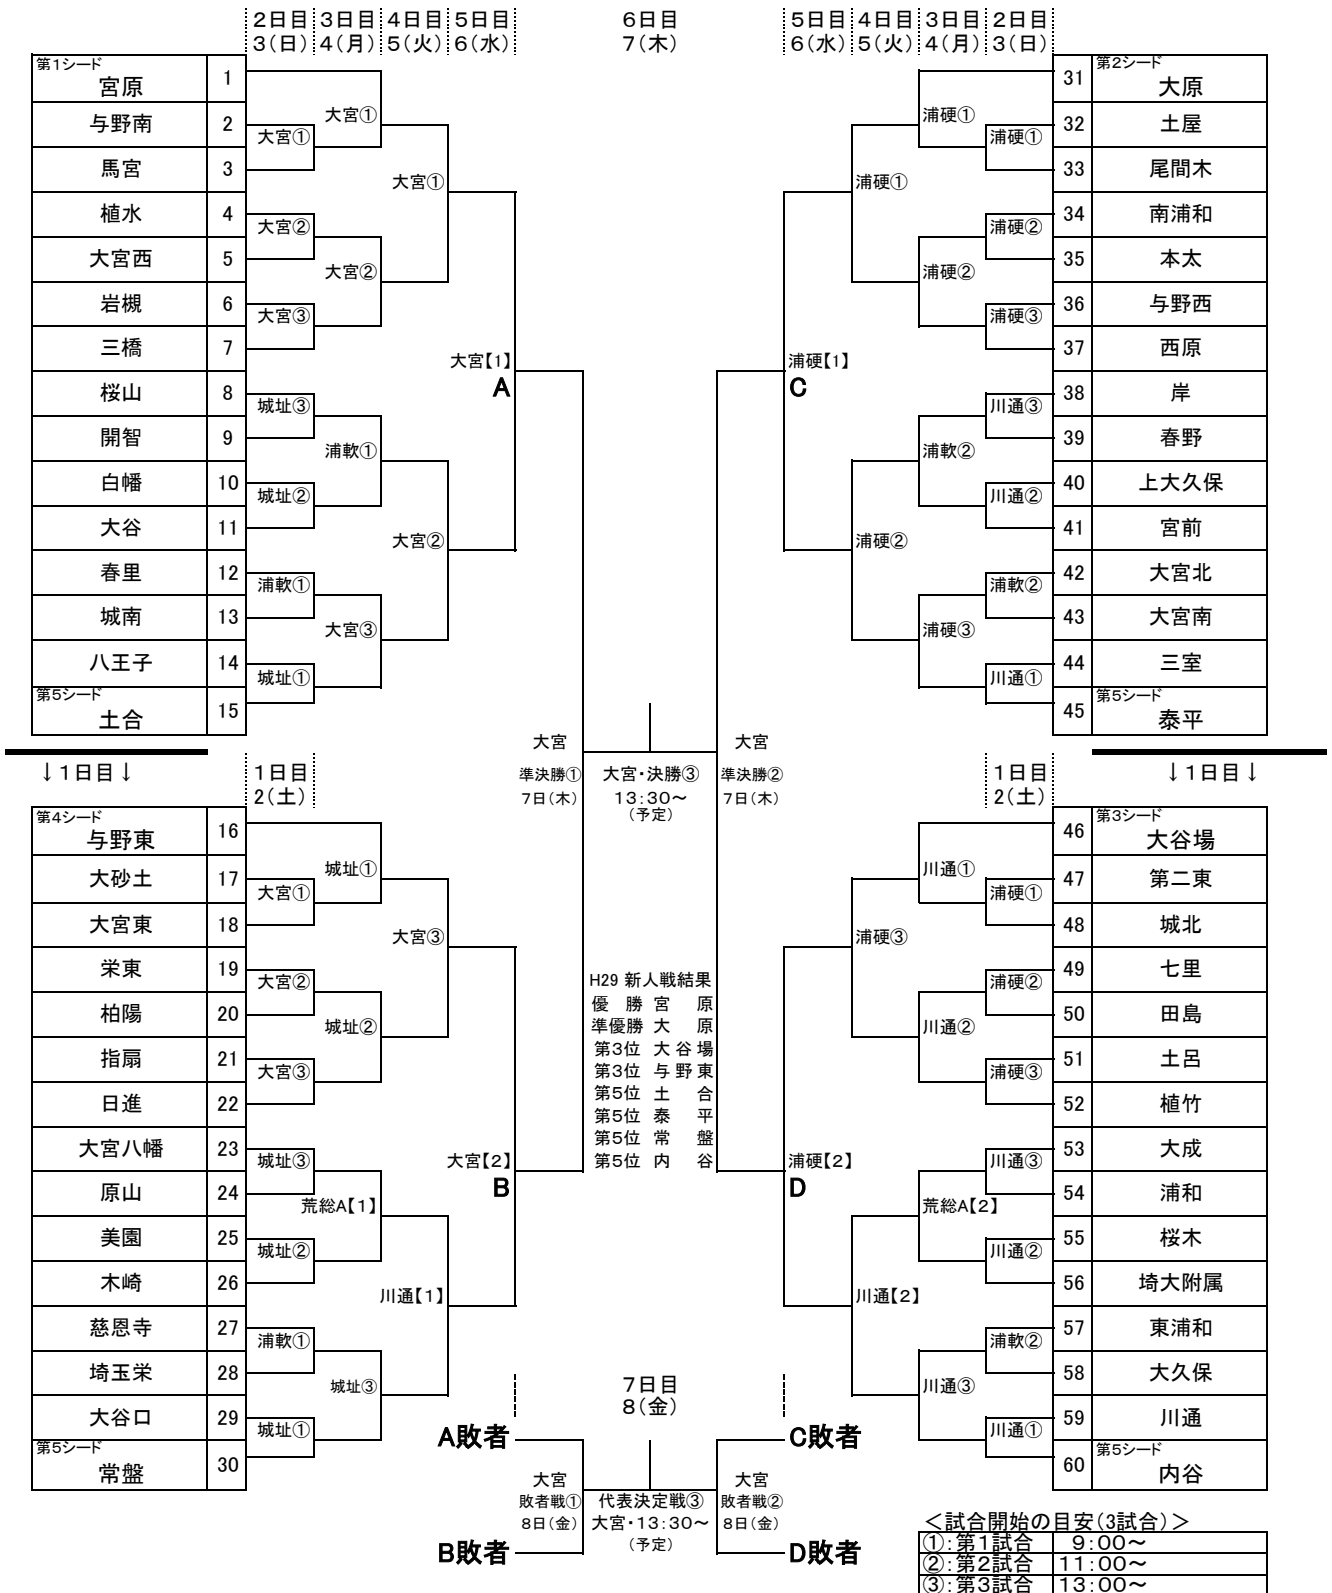 2日目 3日目 4日目 5日目 6日目 5日目 4日目 3日目 2日目
3(日) 4(月) 5(火) 6(水) 7(木) 6(水) 5(火) 4(月) 3(日)
第1シード
宮原 1
与野南 2
馬宮 3
植水 4
大宮西 5
岩槻 6
三橋 7
桜山 8
開智 9
白幡 10
大谷 11
春里 12
城南 13
八王子 14
第5シード
土合 15
大宮①
大宮②
大宮③
城址③
城址②
浦軟①
城址①
大宮①
大宮②
浦軟①
大宮③
大宮①
大宮②
大宮【1】
A
第2シード
31 大原
32 土屋
33 尾間木
34 南浦和
35 本太
36 与野西
37 西原
38 岸
39 春野
40 上大久保
41 宮前
42 大宮北
43 大宮南
44 三室
第5シード
45 泰平
浦硬①
浦硬②
浦硬③
川通③
川通②
浦軟②
川通①
浦硬①
浦硬②
浦軟②
浦硬③
浦硬①
浦硬②
浦硬【1】
C
大宮
準決勝①
7日(木)
大宮・決勝③
13:30～
(予定)
大宮
準決勝②
7日(木)
↓1日目↓
1日目
2(土)
1日目
2(土)
↓1日目↓
第4シード
与野東 16
大砂土 17
大宮東 18
栄東 19
柏陽 20
指扇 21
日進 22
大宮八幡 23
原山 24
美園 25
木崎 26
慈恩寺 27
埼玉栄 28
大谷口 29
第5シード
常盤 30
大宮①
大宮②
大宮③
城址③
城址②
浦軟①
城址①
城址①
城址②
荒総A【1】
城址③
大宮③
川通【1】
大宮【2】
B
H29 新人戦結果
優 勝 宮 原
準優勝 大 原
第3位 大谷場
第3位 与野東
第5位 土 合
第5位 泰 平
第5位 常 盤
第5位 内 谷
第3シード
46 大谷場
47 第二東
48 城北
49 七里
50 田島
51 土呂
52 植竹
53 大成
54 浦和
55 桜木
56 埼大附属
57 東浦和
58 大久保
59 川通
第5シード
60 内谷
浦硬①
浦硬②
浦硬③
川通③
川通②
浦軟②
川通①
川通①
川通②
荒総A【2】
川通③
浦硬③
川通【2】
浦硬【2】
D
7日目
8(金)
A敗者
B敗者
C敗者
D敗者
大宮
敗者戦①
8日(金)
代表決定戦③
大宮・13:30～
(予定)
大宮
敗者戦②
8日(金)
＜試合開始の目安(3試合)＞
①:第1試合 9:00～
②:第2試合 11:00～
③:第3試合 13:00～